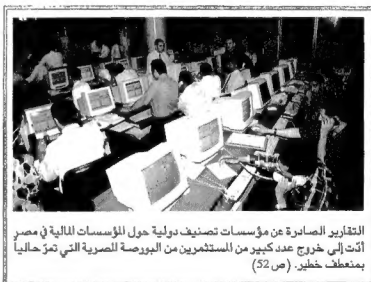 التقارير الصادرة عن مؤسسات تصنيف دولية حول المؤسسات المالية في مصر
أدّت إلى خروج عدد كبير من المستثمرين من البورصة المصرية التي تمرّ حالياً
بمنعطف خطير. (ص 52)